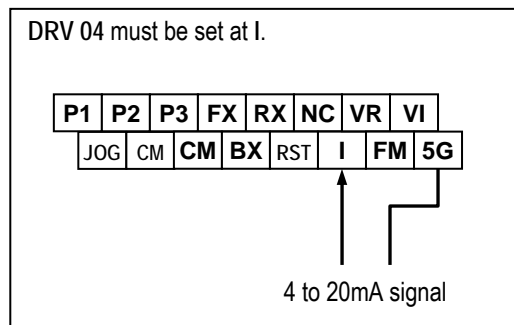 DRV 04 must be set at I.
P1 P2 P3 FX RX NC VR VI
JOG CM CM BX RST I FM 5G
4 to 20mA signal